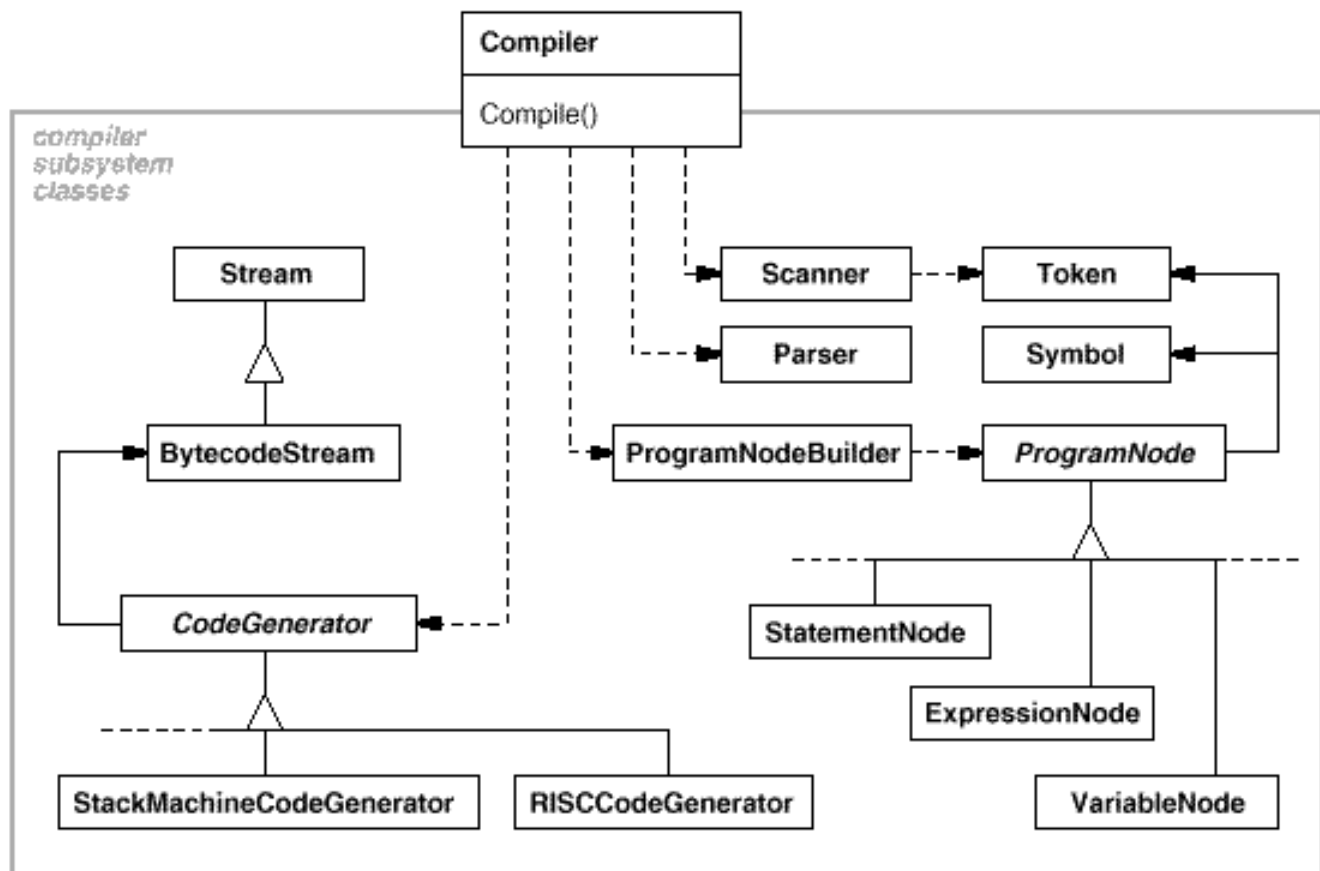 Compiler
Compile()
compiler
subsystem
classes
Stream
Scanner
Token
Parser
Symbol
BytecodeStream
ProgramNodeBuilder
ProgramNode
CodeGenerator
StatementNode
ExpressionNode
StackMachineCodeGenerator
RISCCodeGenerator
VariableNode